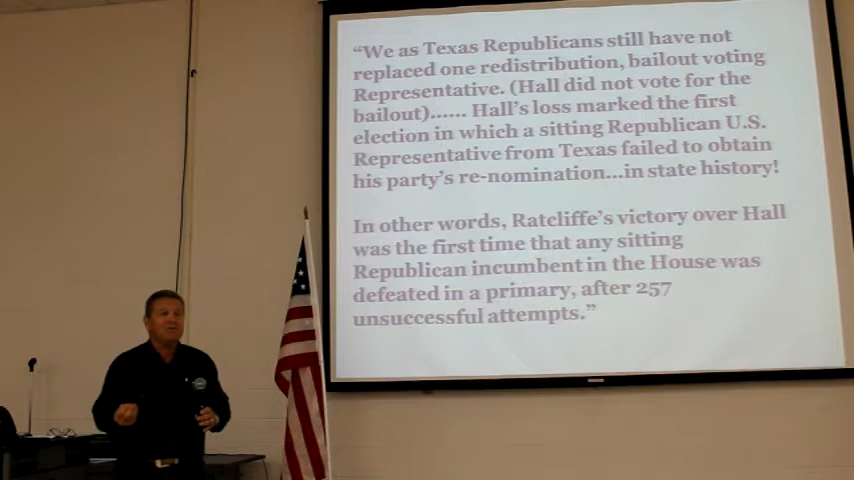 “We as Texas Republicans still have not
replaced one redistribution, bailout voting
Representative. (Hall did not vote for the
bailout)...... Hall’s loss marked the first
election in which a sitting Republican U.S.
Representative from Texas failed to obtain
his party’s re-nomination...in state history!
In other words, Ratcliffe’s victory over Hall
was the first time that any sitting
Republican incumbent in the House was
defeated in a primary, after 257
unsuccessful attempts.”